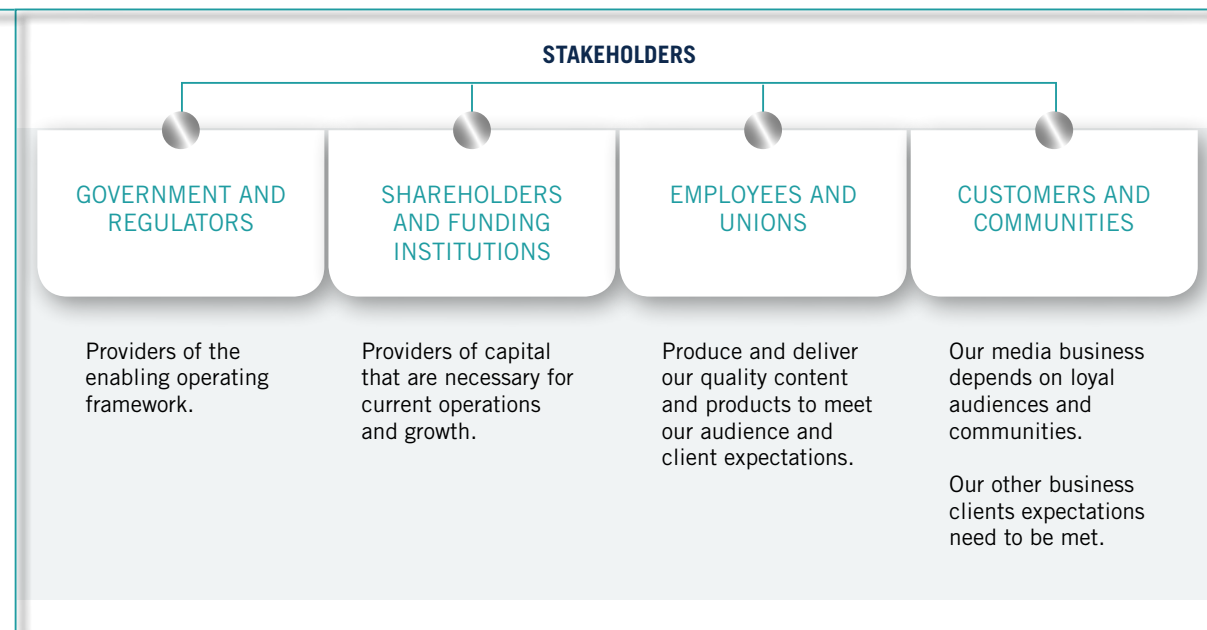 STAKEHOLDERS
GOVERNMENT AND
REGULATORS
Providers of the
enabling operating
framework.
SHAREHOLDERS
AND FUNDING
INSTITUTIONS
Providers of capital
that are necessary for
current operations
and growth.
EMPLOYEES AND
UNIONS
Produce and deliver
our quality content
and products to meet
our audience and
client expectations.
CUSTOMERS AND
COMMUNITIES
Our media business
depends on loyal
audiences and
communities.
Our other business
clients expectations
need to be met.